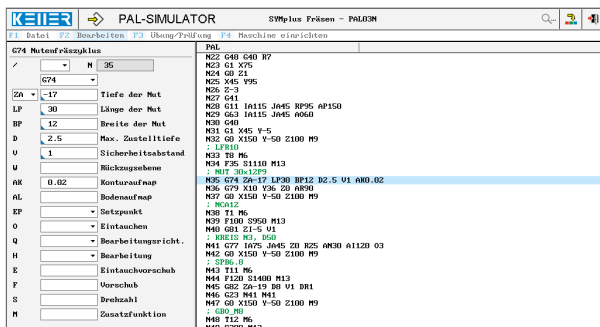 KELLER PAL-SIMULATOR SYMplus Fräsen - PAL03N
F1 Datei F2 Bearbeiten F3 Übung/Prüfung F4 Maschine einrichten
G74 Nutenfräszyklus
/ N 35
G74
ZA -17 Tiefe der Nut
LP 30 Länge der Nut
BP 12 Breite der Nut
D 2.5 Max. Zustelltiefe
V 1 Sicherheitsabstand
W Rückzugsebene
AK 0.02 Konturaufmaß
AL Bodenaufmaß
EP Setzpunkt
O Eintauchen
Q Bearbeitungsricht.
H Bearbeitung
E Eintauchvorschub
F Vorschub
S Drehzahl
M Zusatzfunktion
PAL
N22 G48 G40 R7
N23 G1 X75
N24 G0 Z1
N25 X45 Y95
N26 Z-3
N27 G41
N28 G11 IA115 JA45 RP95 AP150
N29 G63 IA115 JA45 AO60
N30 G40
N31 G1 X45 Y-5
N32 G0 X150 Y-50 Z100 M9
; LFR10
N33 T8 M6
N34 F35 S1110 M13
; NUT 30x12P9
N35 G74 ZA-17 LP30 BP12 D2.5 V1 AK0.02
N36 G79 X10 Y36 Z0 AR90
N37 G0 X150 Y-50 Z100 M9
; NCA12
N38 T1 M6
N39 F100 S950 M13
N40 G81 ZI-5 V1
; KREIS N3, D50
N41 G77 IA75 JA45 Z0 R25 AN30 AI120 O3
N42 G0 X150 Y-50 Z100 M9
; SPB6.8
N43 T11 M6
N44 F120 S1400 M13
N45 G82 ZA-19 D8 V1 DR1
N46 G23 N41 N41
N47 G0 X150 Y-50 Z100 M9
; GBO_M8
N48 T12 M6